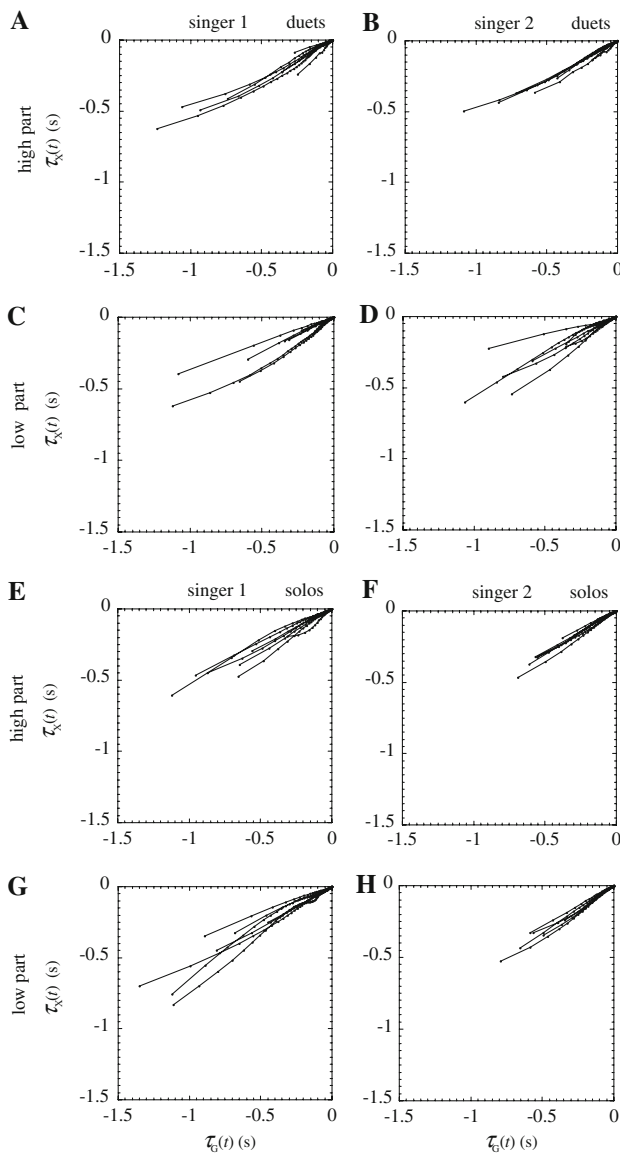 A singer 1 duets B singer 2 duets
0 0
-0.5 -0.5
-1 -1
-1.5 -1.5
-1.5 -1 -0.5 0 -1.5 -1 -0.5 0
high part
τX(t) (s)
C D
0 0
-0.5 -0.5
-1 -1
-1.5 -1.5
-1.5 -1 -0.5 0 -1.5 -1 -0.5 0
low part
τX(t) (s)
E singer 1 solos F singer 2 solos
0 0
-0.5 -0.5
-1 -1
-1.5 -1.5
-1.5 -1 -0.5 0 -1.5 -1 -0.5 0
high part
τX(t) (s)
G H
0 0
-0.5 -0.5
-1 -1
-1.5 -1.5
-1.5 -1 -0.5 0 -1.5 -1 -0.5 0
low part
τX(t) (s)
τG(t) (s) τG(t) (s)